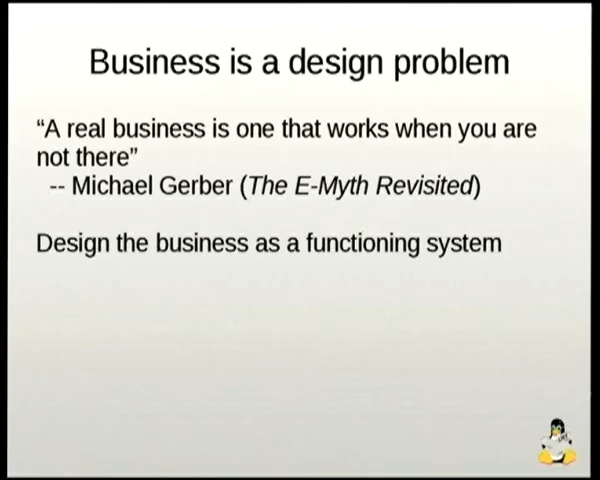 Business is a design problem
“A real business is one that works when you are
not there”
-- Michael Gerber (The E-Myth Revisited)
Design the business as a functioning system